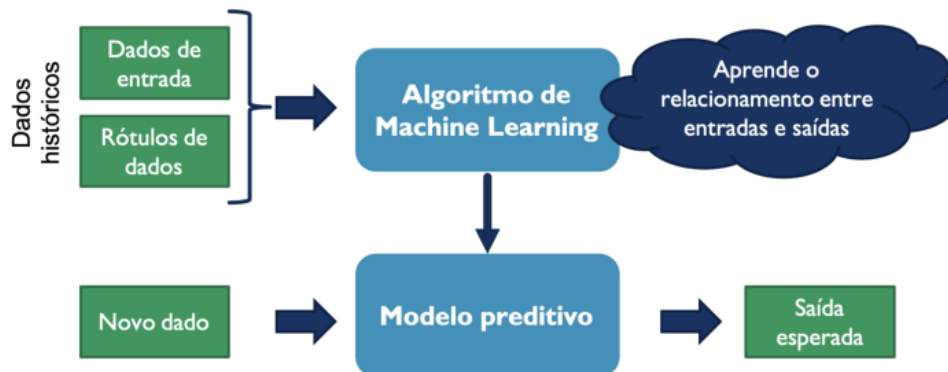 Dados
históricos
Dados de
entrada
Rótulos de
dados
Algoritmo de
Machine Learning
Aprende o
relacionamento entre
entradas e saídas
Novo dado
Modelo preditivo
Saída
esperada